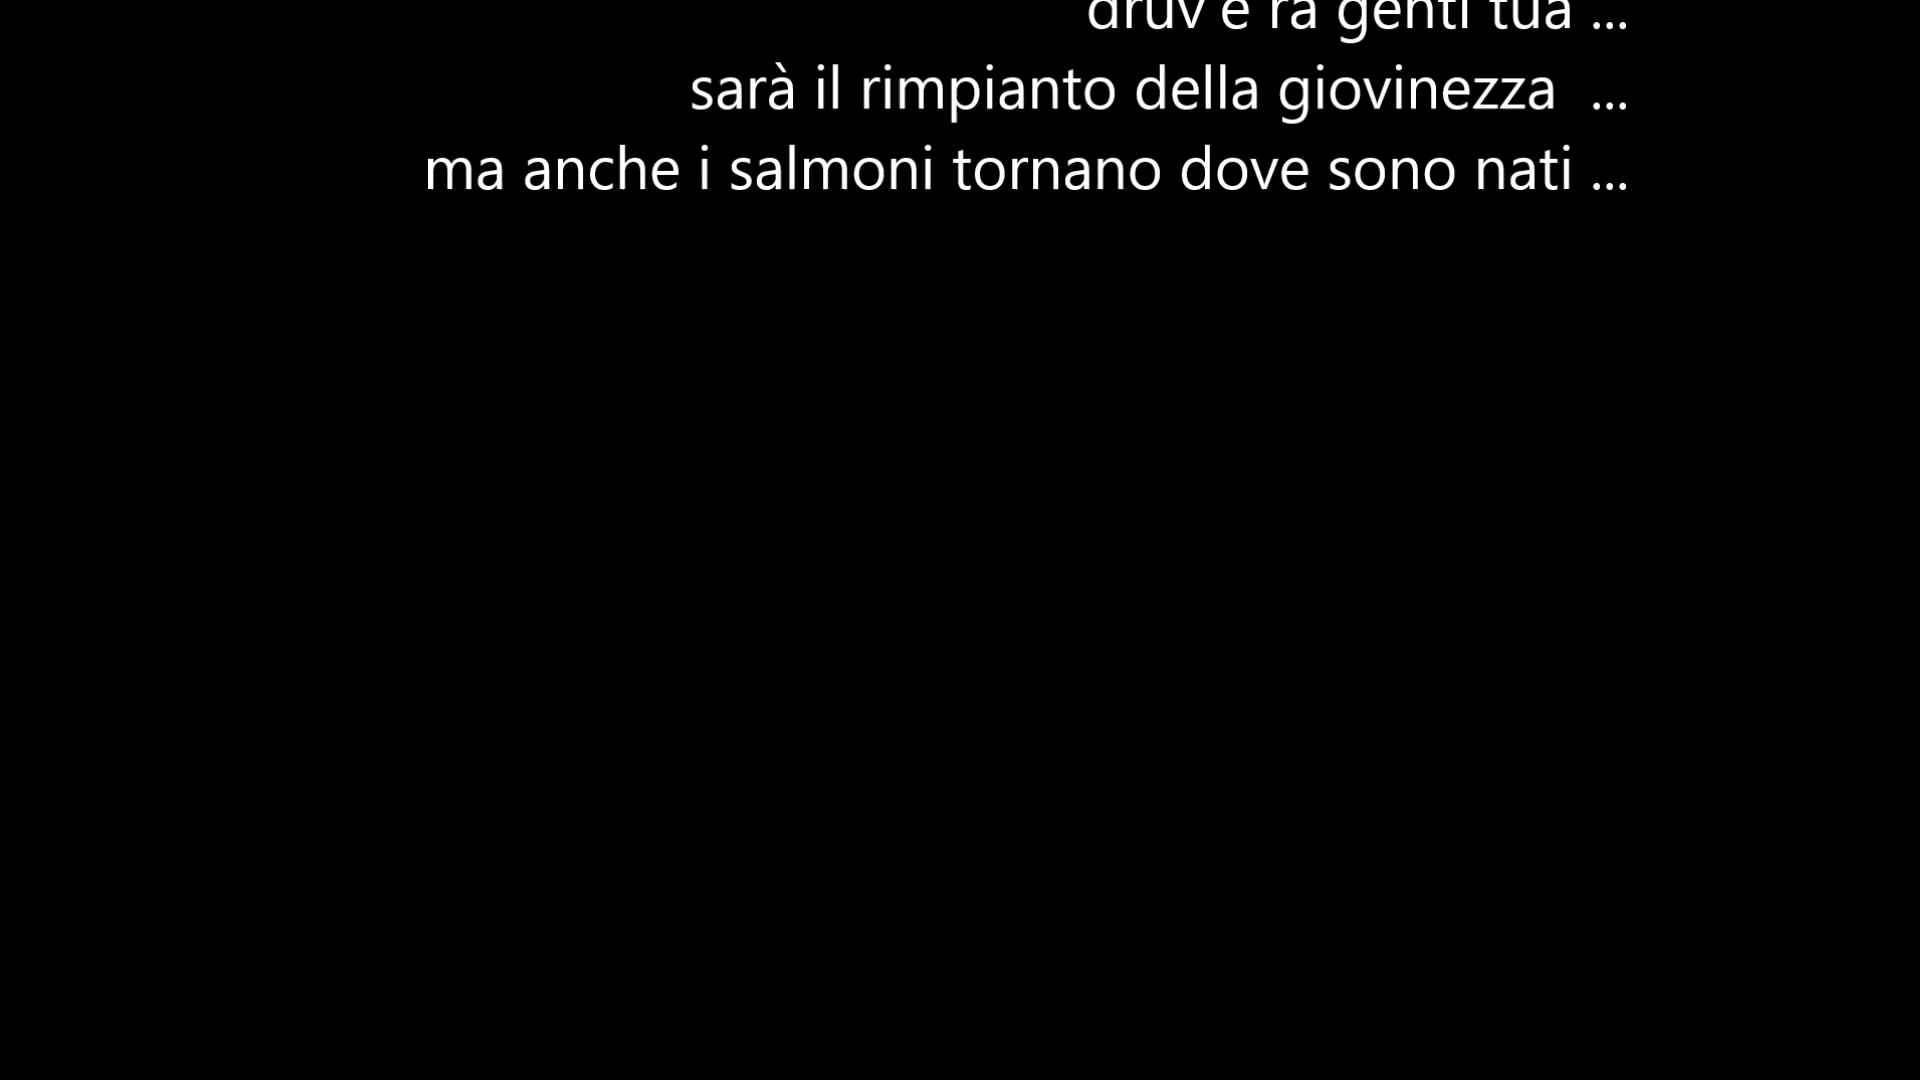 druv'e ra genti tua ...
sarà il rimpianto della giovinezza  ...
ma anche i salmoni tornano dove sono nati ...